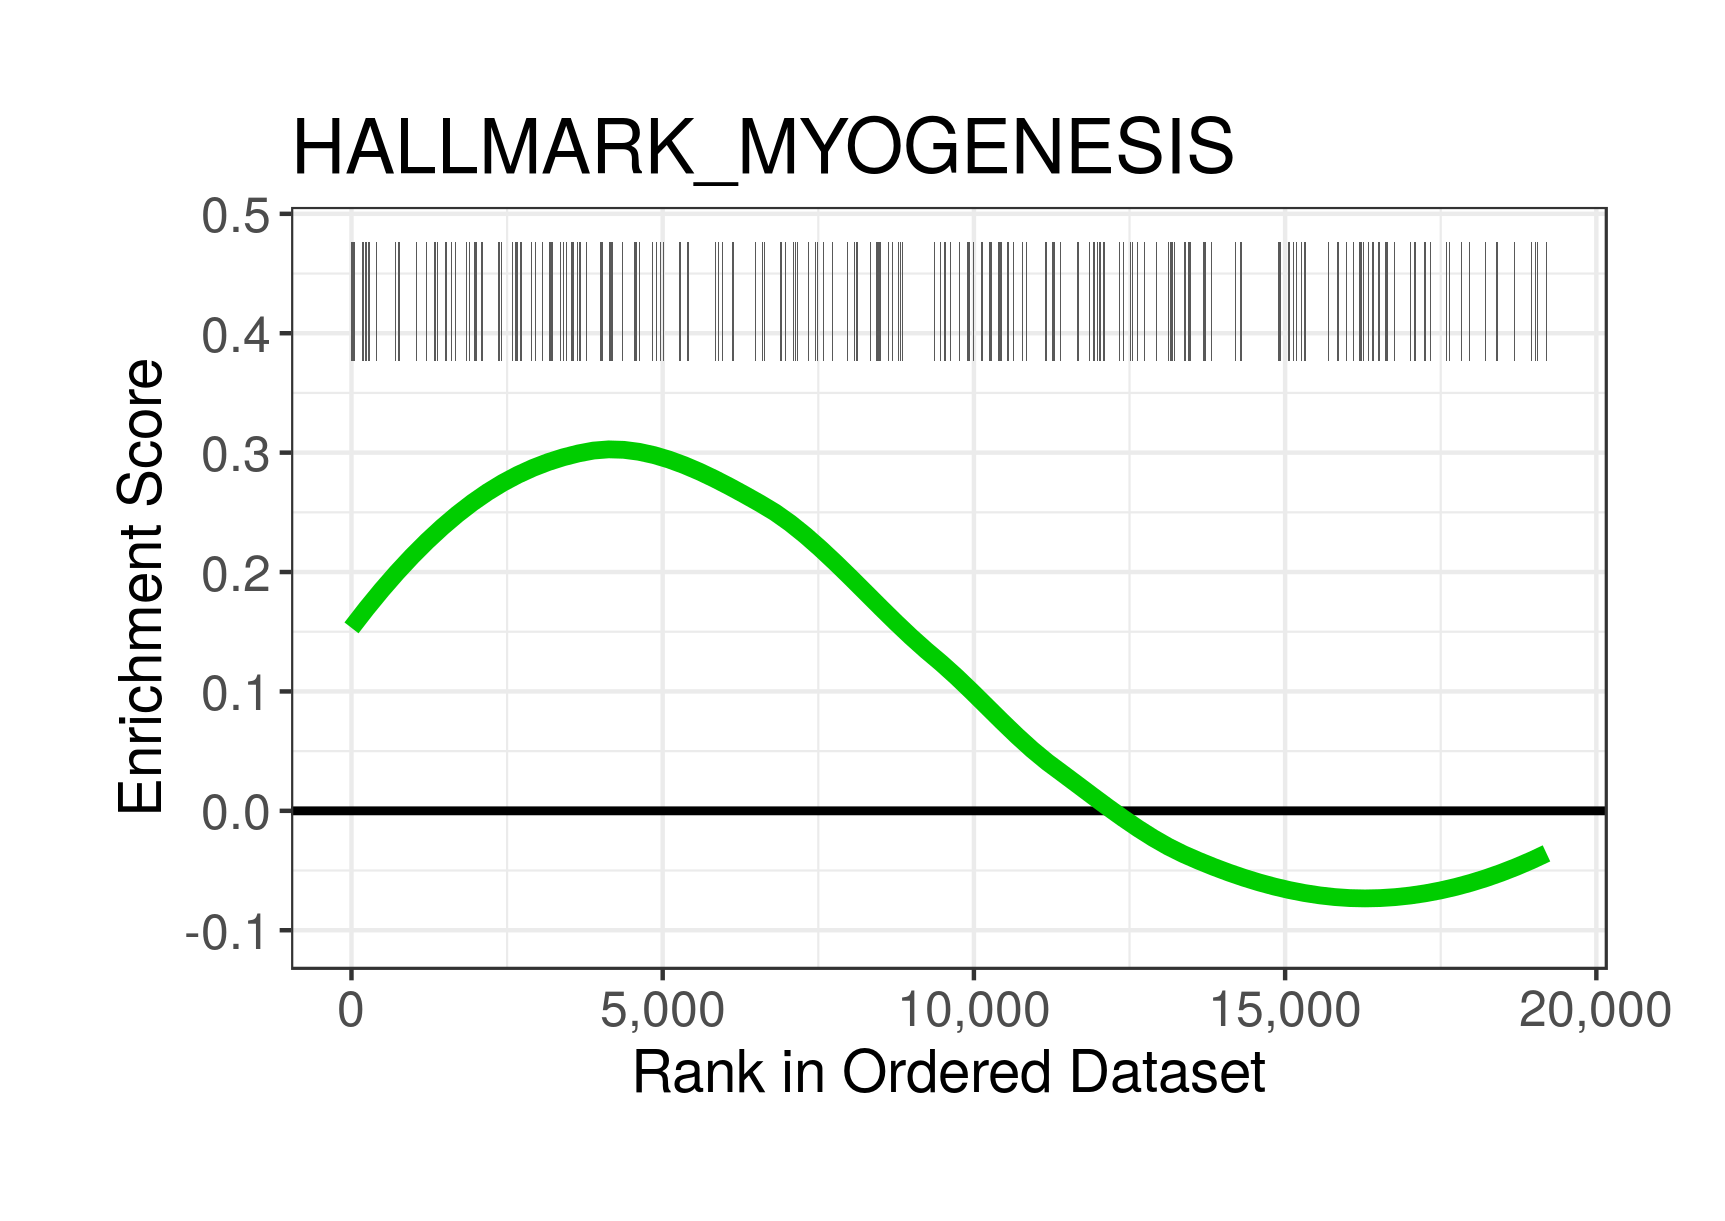 HALLMARK_MYOGENESIS
0.5
0.4
0.3
0.2
0.1
0.0
-0.1
Enrichment Score
0 5,000 10,000 15,000 20,000
Rank in Ordered Dataset